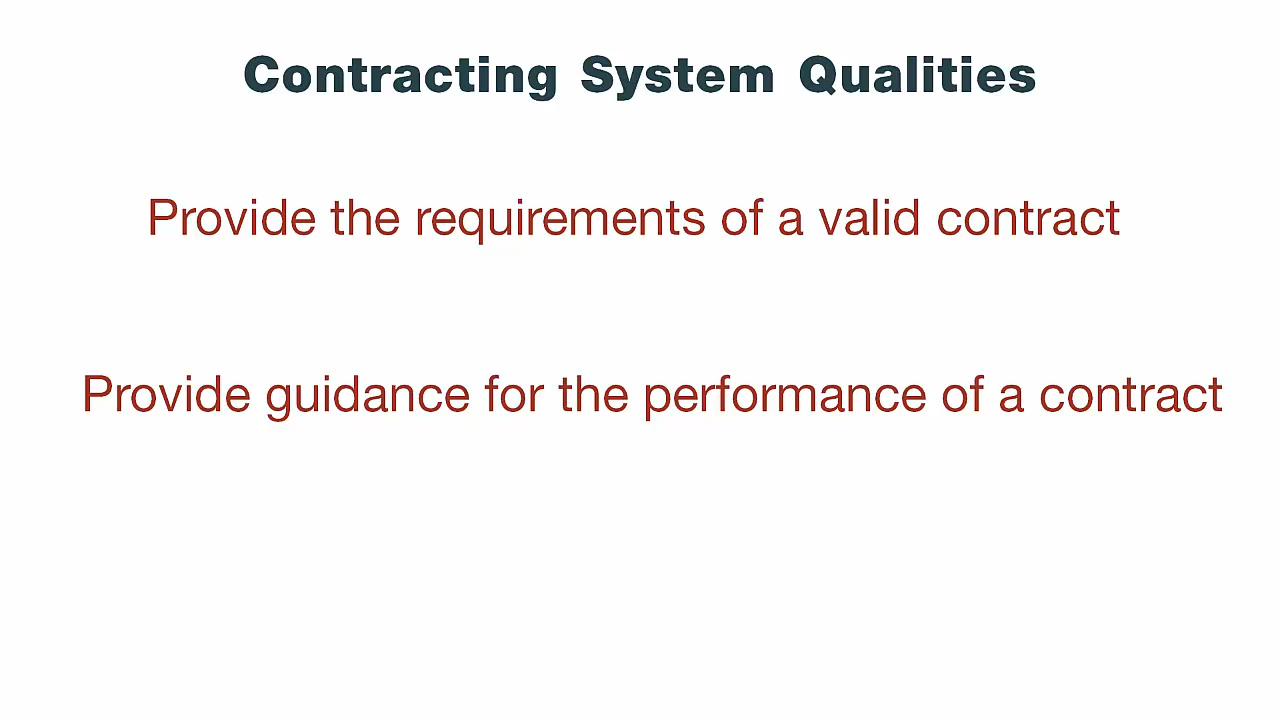 Contracting System Qualities
Provide the requirements of a valid contract
Provide guidance for the performance of a contract